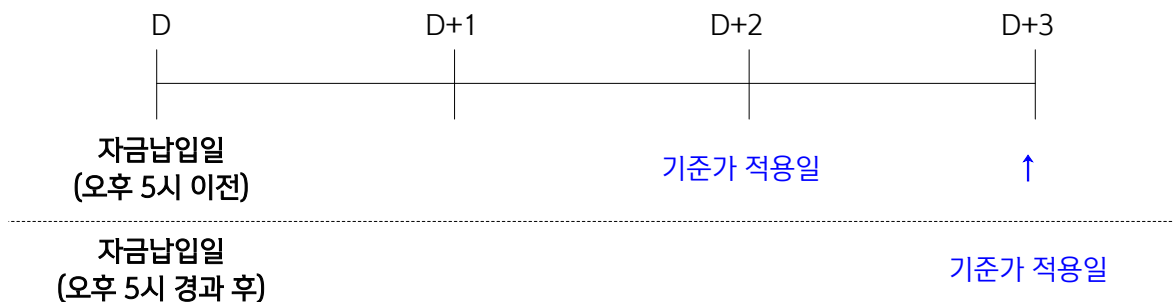 D D+1 D+2 D+3
자금납입일
(오후 5시 이전)
기준가 적용일 ↑
자금납입일
(오후 5시 경과 후)
기준가 적용일